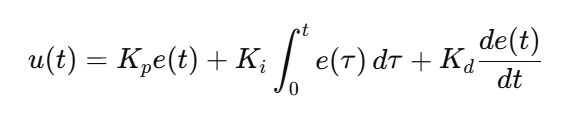 u(t) = K_p e(t) + K_i ∫_0^t e(τ) dτ + K_d de(t)/dt